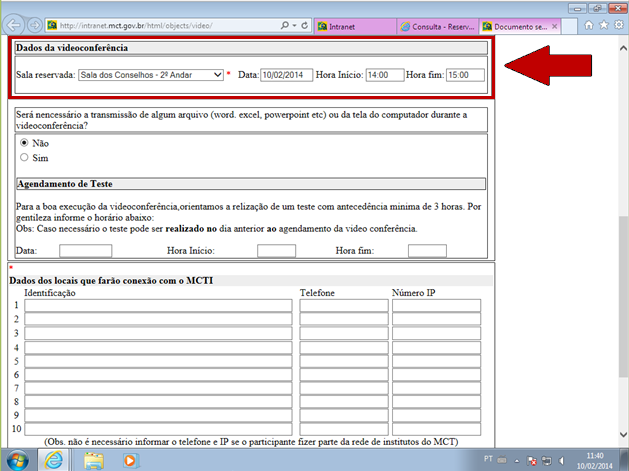 http://intranet.mct.gov.br/html/objects/video/
Intranet
Consulta - Reserv...
Documento se...
Dados da videoconferência
Sala reservada: Sala dos Conselhos - 2º Andar * Data: 10/02/2014 Hora Início: 14:00 Hora fim: 15:00
Será nencessário a transmissão de algum arquivo (word. excel, powerpoint etc) ou da tela do computador durante a
videoconferência?
Não
Sim
Agendamento de Teste
Para a boa execução da videoconferência,orientamos a relização de um teste com antecedência minima de 3 horas. Por
gentileza informe o horário abaixo:
Obs: Caso necessário o teste pode ser realizado no dia anterior ao agendamento da video conferência.
Data: Hora Início: Hora fim:
*
Dados dos locais que farão conexão com o MCTI
Identificação Telefone Número IP
1
2
3
4
5
6
7
8
9
10
(Obs. não é necessário informar o telefone e IP se o participante fizer parte da rede de institutos do MCT)
PT
11:40
10/02/2014